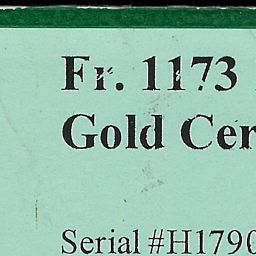 Fr. 1173
Gold Cer
Serial #H1790